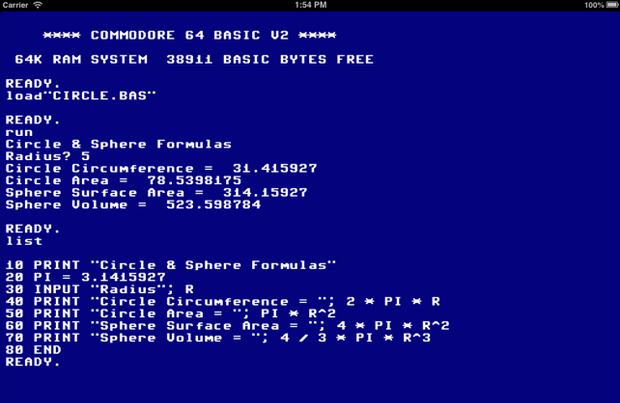 Carrier 1:54 PM 100%
**** COMMODORE 64 BASIC V2 ****
64K RAM SYSTEM 38911 BASIC BYTES FREE
READY.
load"CIRCLE.BAS"
READY.
run
Circle & Sphere Formulas
Radius? 5
Circle Circumference = 31.415927
Circle Area = 78.5398175
Sphere Surface Area = 314.15927
Sphere Volume = 523.598784
READY.
list
10 PRINT "Circle & Sphere Formulas"
20 PI = 3.1415927
30 INPUT "Radius"; R
40 PRINT "Circle Circumference = "; 2 * PI * R
50 PRINT "Circle Area = "; PI * R^2
60 PRINT "Sphere Surface Area = "; 4 * PI * R^2
70 PRINT "Sphere Volume = "; 4 / 3 * PI * R^3
80 END
READY.